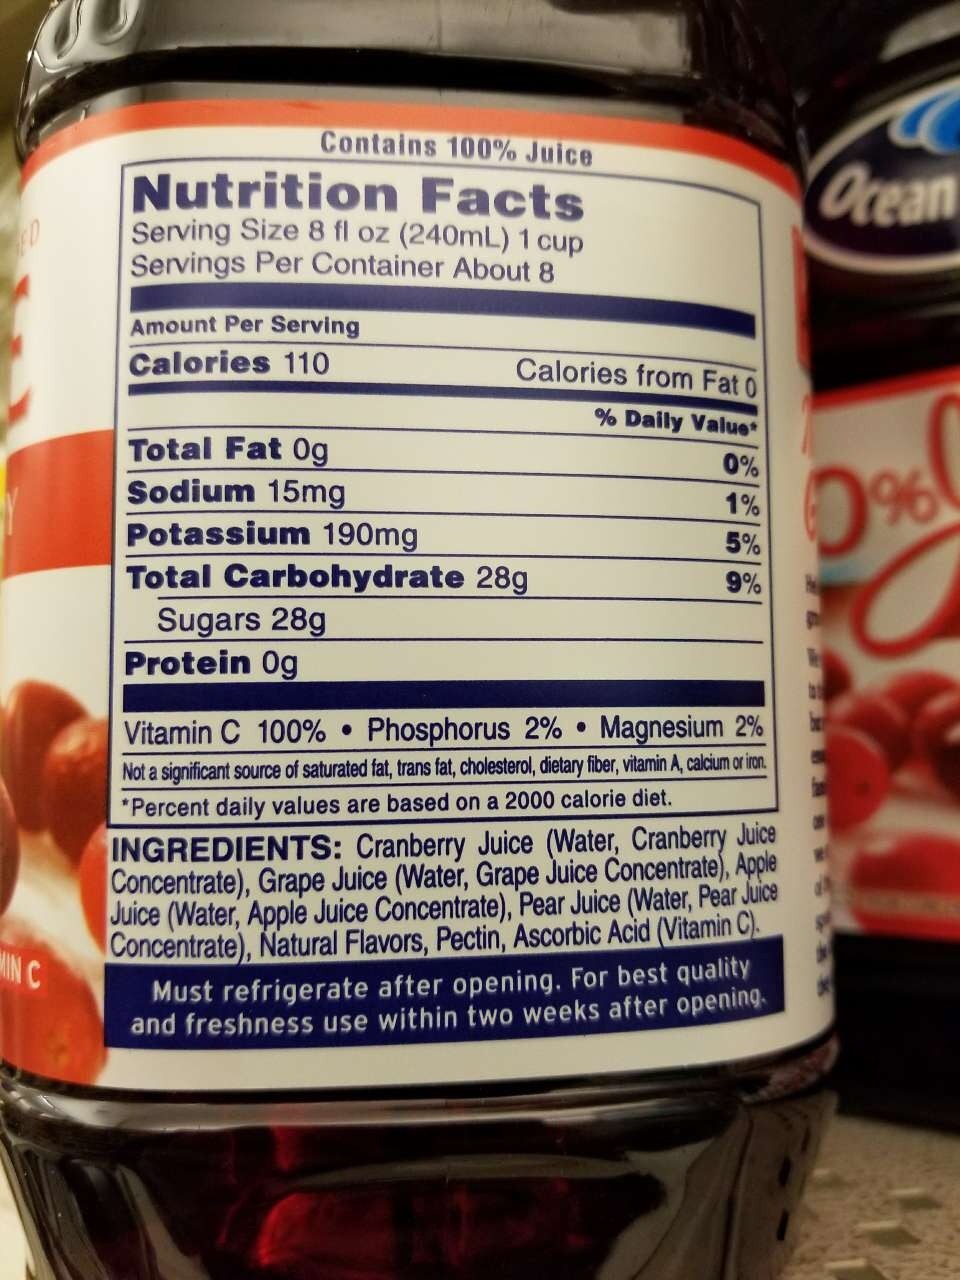 Contains 100% Juice
Nutrition Facts
Serving Size 8 fl oz (240mL) 1 cup
Servings Per Container About 8
Amount Per Serving
Calories 110 Calories from Fat 0
% Daily Value*
Total Fat 0g 0%
Sodium 15mg 1%
Potassium 190mg 5%
Total Carbohydrate 28g 9%
Sugars 28g
Protein 0g
Vitamin C 100% • Phosphorus 2% • Magnesium 2%
Not a significant source of saturated fat, trans fat, cholesterol, dietary fiber, vitamin A, calcium or iron.
*Percent daily values are based on a 2000 calorie diet.
INGREDIENTS: Cranberry Juice (Water, Cranberry Juice
Concentrate), Grape Juice (Water, Grape Juice Concentrate), Apple
Juice (Water, Apple Juice Concentrate), Pear Juice (Water, Pear Juice
Concentrate), Natural Flavors, Pectin, Ascorbic Acid (Vitamin C).
Must refrigerate after opening. For best quality
and freshness use within two weeks after opening.
MIN C
Ocean
0%